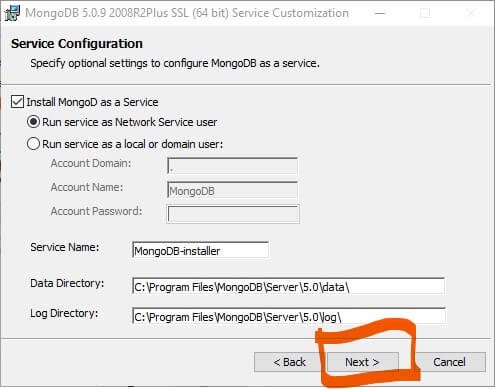 MongoDB 5.0.9 2008R2Plus SSL (64 bit) Service Customization
Service Configuration
Specify optional settings to configure MongoDB as a service.
Install MongoD as a Service
Run service as Network Service user
Run service as a local or domain user:
Account Domain: .
Account Name: MongoDB
Account Password:
Service Name: MongoDB-installer
Data Directory: C:\Program Files\MongoDB\Server\5.0\data\
Log Directory: C:\Program Files\MongoDB\Server\5.0\log\
< Back Next > Cancel